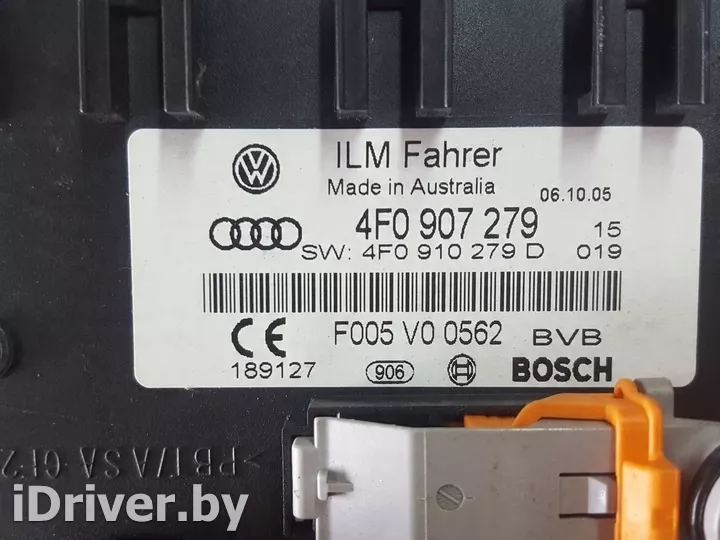 ILM Fahrer
Made in Australia
06.10.05
4F0 907 279 15
SW: 4F0 910 279 D 019
F005 V0 0562 BVB
CE
189127 906 BOSCH
iDriver.by